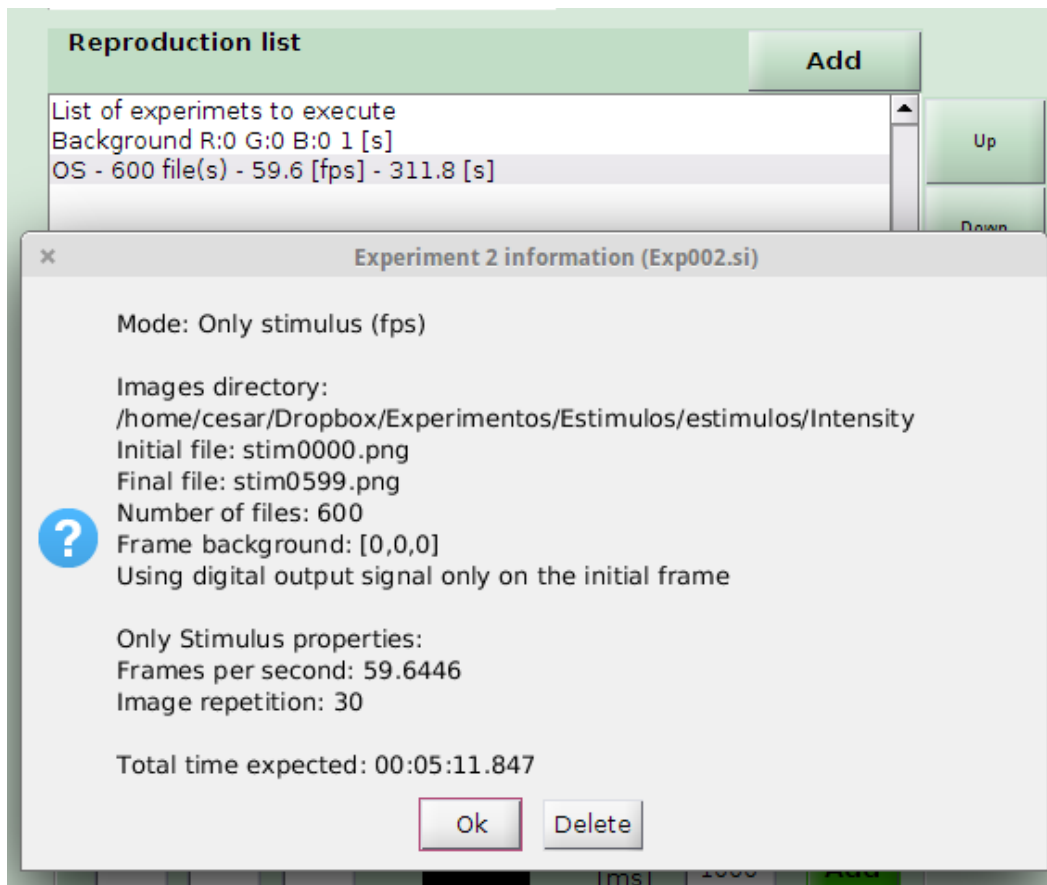 Reproduction list
Add
List of experimets to execute
Background R:0 G:0 B:0 1 [s]
OS - 600 file(s) - 59.6 [fps] - 311.8 [s]
Up
Down
Experiment 2 information (Exp002.si)
Mode: Only stimulus (fps)
Images directory:
/home/cesar/Dropbox/Experimentos/Estimulos/estimulos/Intensity
Initial file: stim0000.png
Final file: stim0599.png
Number of files: 600
Frame background: [0,0,0]
Using digital output signal only on the initial frame
Only Stimulus properties:
Frames per second: 59.6446
Image repetition: 30
Total time expected: 00:05:11.847
Ok
Delete
[ms] 1000 Add